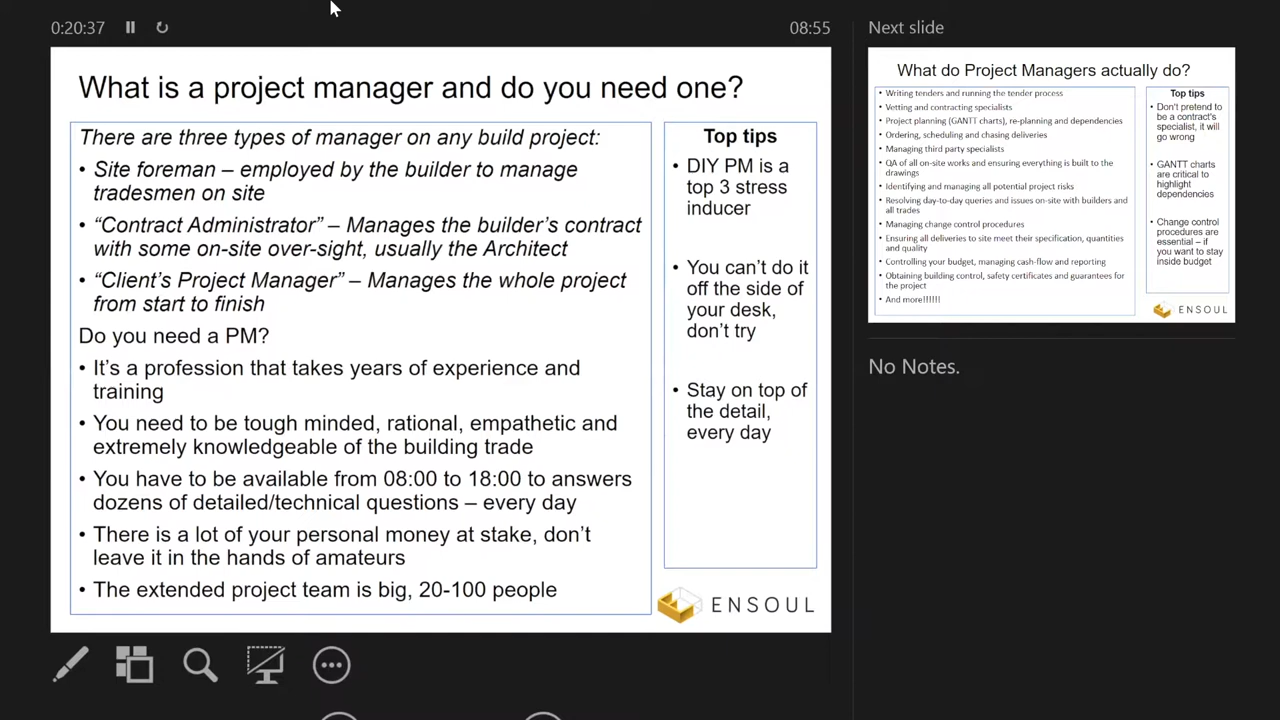 0:20:37
08:55
What is a project manager and do you need one?
There are three types of manager on any build project:
• Site foreman – employed by the builder to manage
tradesmen on site
• “Contract Administrator” – Manages the builder’s contract
with some on-site over-sight, usually the Architect
• “Client’s Project Manager” – Manages the whole project
from start to finish
Do you need a PM?
• It’s a profession that takes years of experience and
training
• You need to be tough minded, rational, empathetic and
extremely knowledgeable of the building trade
• You have to be available from 08:00 to 18:00 to answers
dozens of detailed/technical questions – every day
• There is a lot of your personal money at stake, don’t
leave it in the hands of amateurs
• The extended project team is big, 20-100 people
Top tips
• DIY PM is a
top 3 stress
inducer
• You can’t do it
off the side of
your desk,
don’t try
• Stay on top of
the detail,
every day
ENSOUL
Next slide
What do Project Managers actually do?
• Writing tenders and running the tender process
• Vetting and contracting specialists
• Project planning (GANTT charts), re-planning and dependencies
• Ordering, scheduling and chasing deliveries
• Managing third party specialists
• QA of all on-site works and ensuring everything is built to the
drawings
• Identifying and managing all potential project risks
• Resolving day-to-day queries and issues on-site with builders and
all trades
• Managing change control procedures
• Ensuring all deliveries to site meet their specification, quantities
and quality
• Controlling your budget, managing cash-flow and reporting
• Obtaining building control, safety certificates and guarantees for
the project
• And more!!!!!!
Top tips
• Don't pretend to
be a contract's
specialist, it will
go wrong
• GANTT charts
are critical to
highlight
dependencies
• Change control
procedures are
essential – if
you want to stay
inside budget
ENSOUL
No Notes.